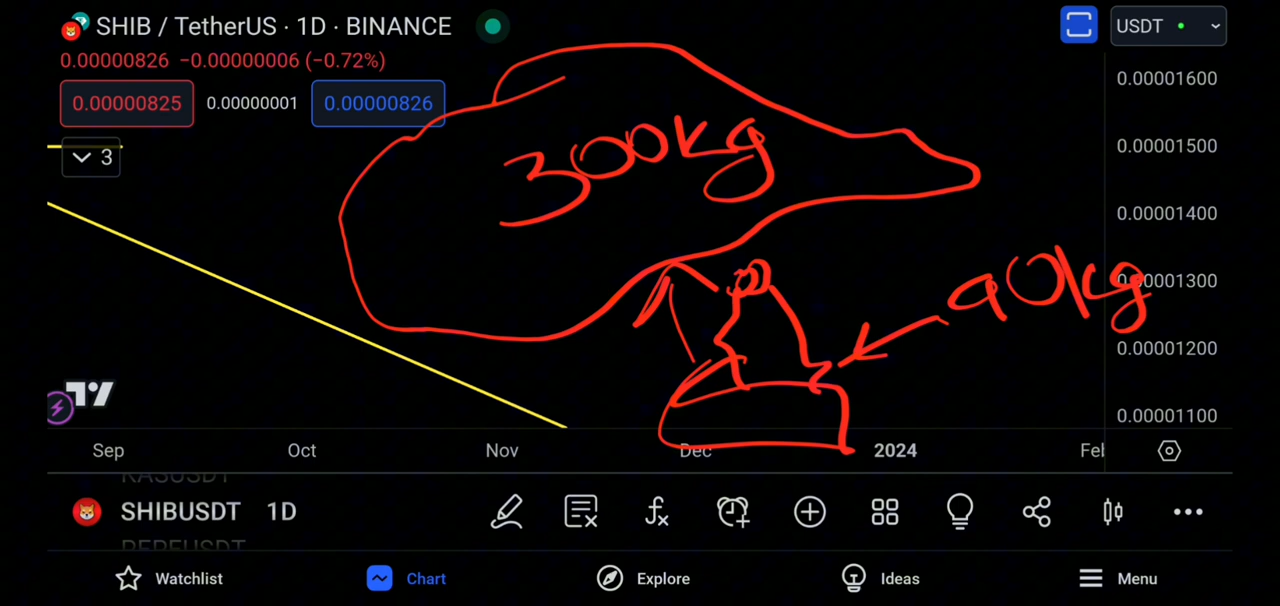 SHIB / TetherUS · 1D · BINANCE
USDT
0.00000826 −0.00000006 (−0.72%)
0.00001600
0.00000825 0.00000001 0.00000826
300kg
0.00001500
3
0.00001400
90kg
0.00001300
0.00001200
0.00001100
Sep Oct Nov Dec 2024 Feb
KASUSDT
SHIBUSDT 1D
PEPEUSDT
Watchlist Chart Explore Ideas Menu